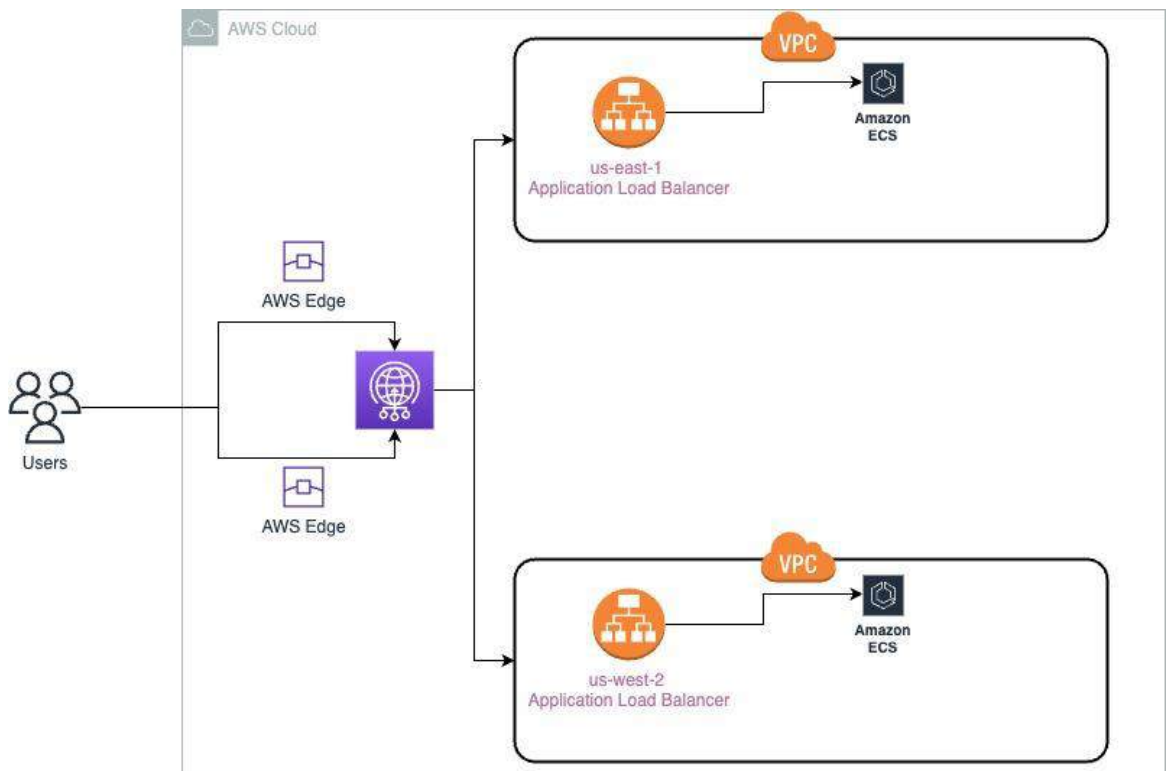 AWS Cloud
VPC
Amazon
ECS
us-east-1
Application Load Balancer
AWS Edge
Users
AWS Edge
VPC
Amazon
ECS
us-west-2
Application Load Balancer